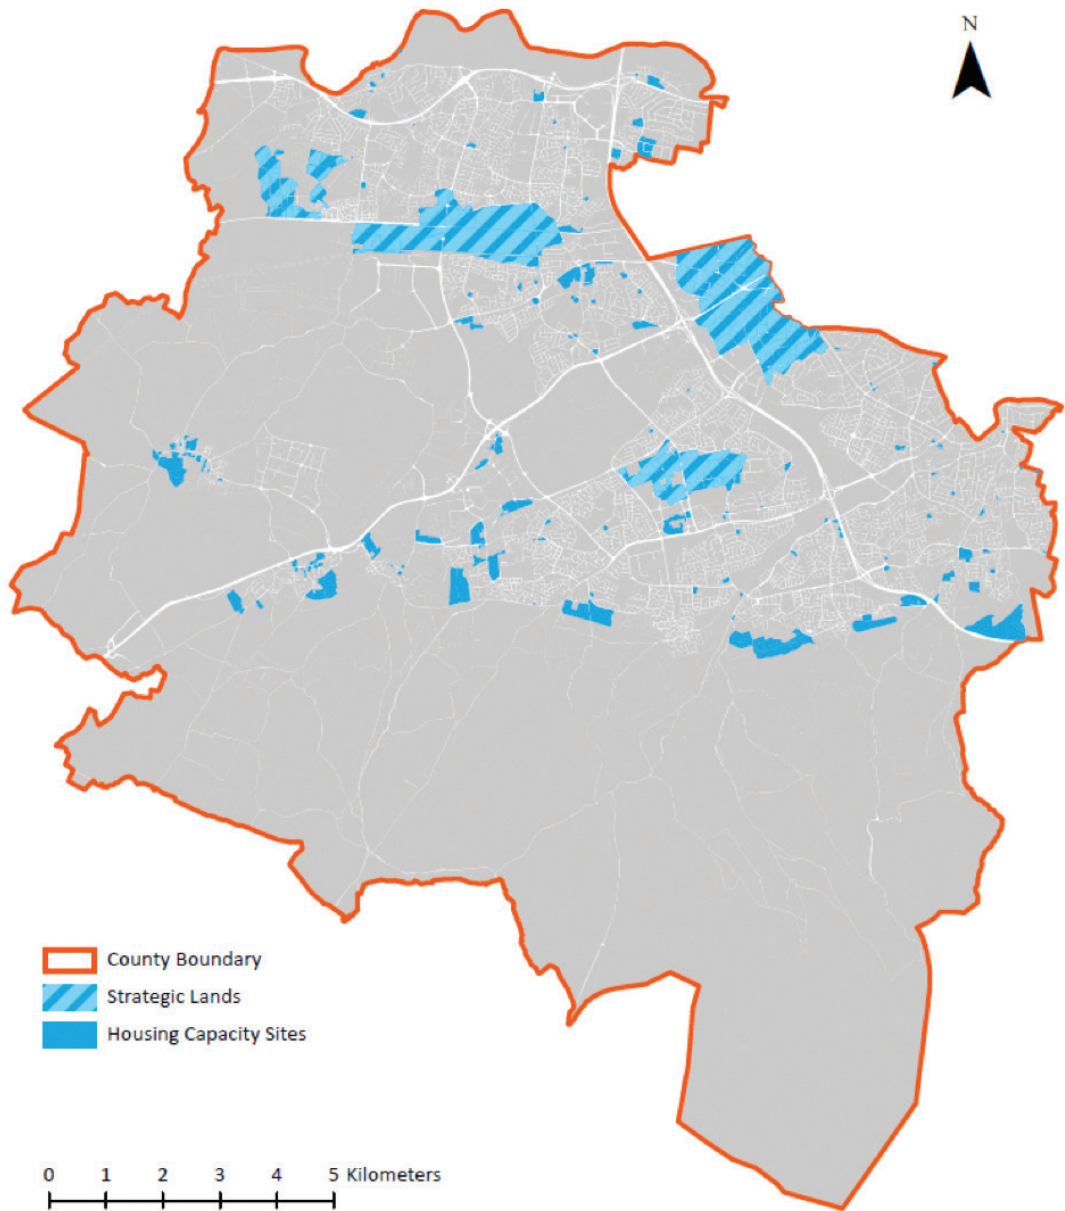 N
County Boundary
Strategic Lands
Housing Capacity Sites
0 1 2 3 4 5 Kilometers